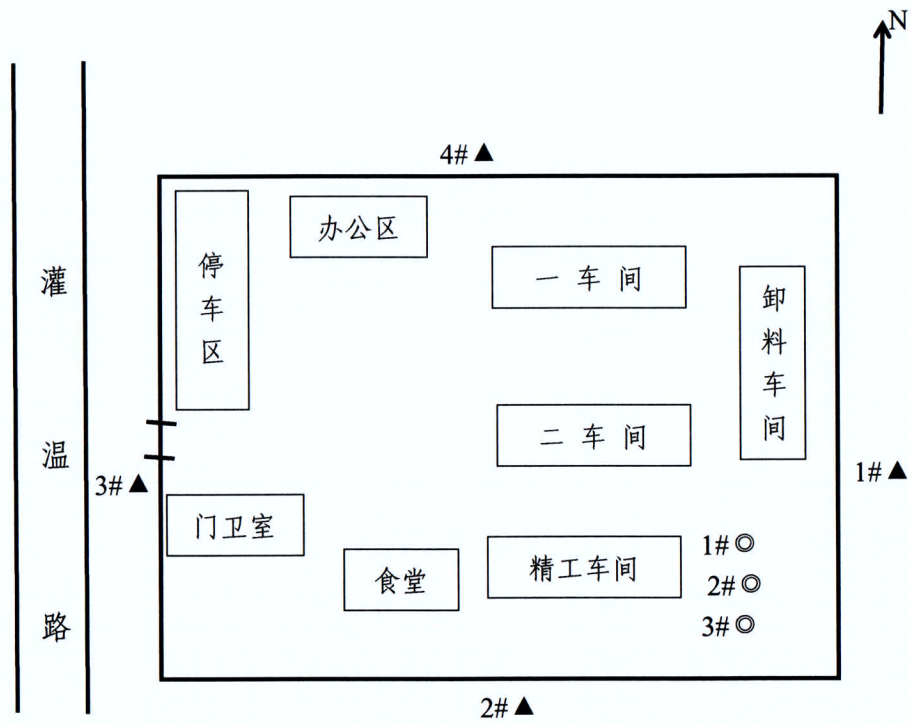 N
4#▲
办公区
停车区
一车间
卸料车间
灌温路
二车间
3#▲
1#▲
门卫室
食堂
精工车间
1#◎
2#◎
3#◎
2#▲